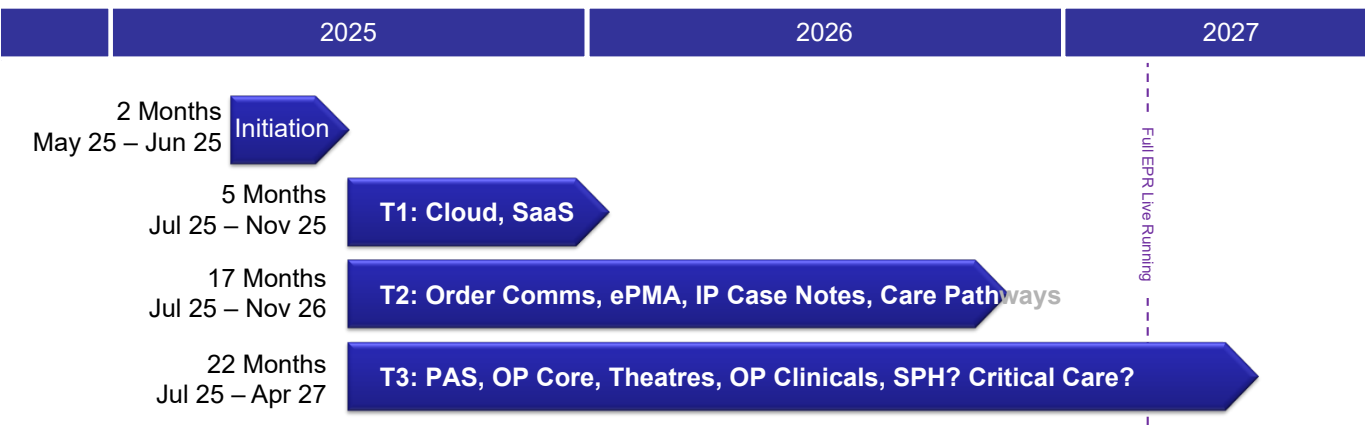 2025 2026 2027
2 Months
May 25 – Jun 25
Initiation
5 Months
Jul 25 – Nov 25
T1: Cloud, SaaS
17 Months
Jul 25 – Nov 26
T2: Order Comms, ePMA, IP Case Notes, Care Pathways
22 Months
Jul 25 – Apr 27
T3: PAS, OP Core, Theatres, OP Clinicals, SPH? Critical Care?
Full EPR Live Running